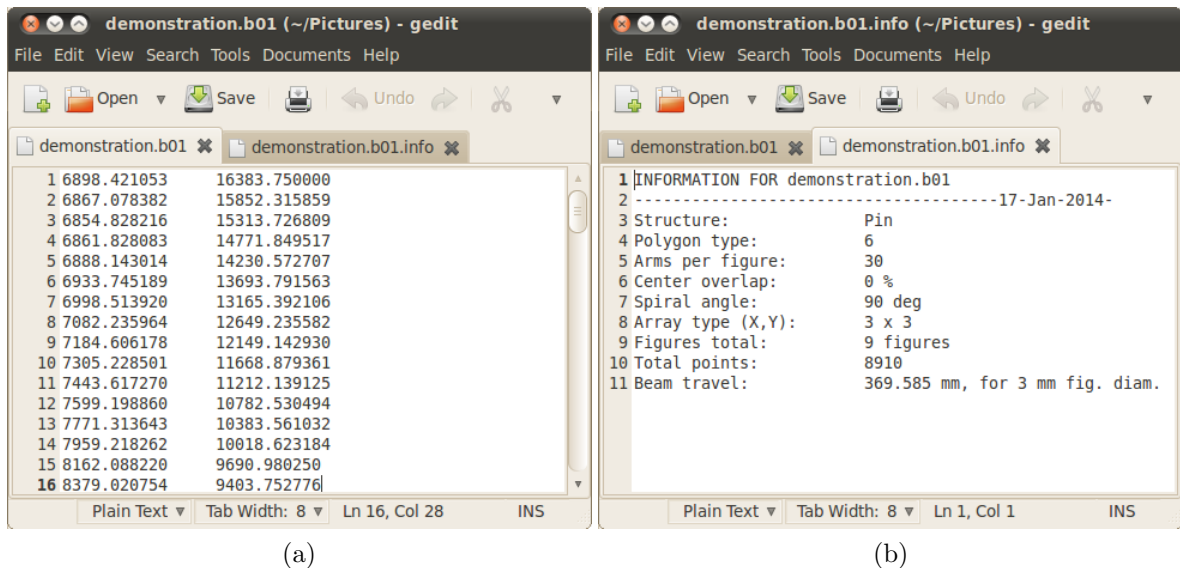 demonstration.b01 (~/Pictures) - gedit
File Edit View Search Tools Documents Help
Open Save Undo
demonstration.b01 demonstration.b01.info
1 6898.421053 16383.750000
2 6867.078382 15852.315859
3 6854.828216 15313.726809
4 6861.828083 14771.849517
5 6888.143014 14230.572707
6 6933.745189 13693.791563
7 6998.513920 13165.392106
8 7082.235964 12649.235582
9 7184.606178 12149.142930
10 7305.228501 11668.879361
11 7443.617270 11212.139125
12 7599.198860 10782.530494
13 7771.313643 10383.561032
14 7959.218262 10018.623184
15 8162.088220 9690.980250
16 8379.020754 9403.752776
Plain Text Tab Width: 8 Ln 16, Col 28 INS
(a)
demonstration.b01.info (~/Pictures) - gedit
File Edit View Search Tools Documents Help
Open Save Undo
demonstration.b01 demonstration.b01.info
1 INFORMATION FOR demonstration.b01
2 --------------------------------------17-Jan-2014-
3 Structure: Pin
4 Polygon type: 6
5 Arms per figure: 30
6 Center overlap: 0 %
7 Spiral angle: 90 deg
8 Array type (X,Y): 3 x 3
9 Figures total: 9 figures
10 Total points: 8910
11 Beam travel: 369.585 mm, for 3 mm fig. diam.
Plain Text Tab Width: 8 Ln 1, Col 1 INS
(b)